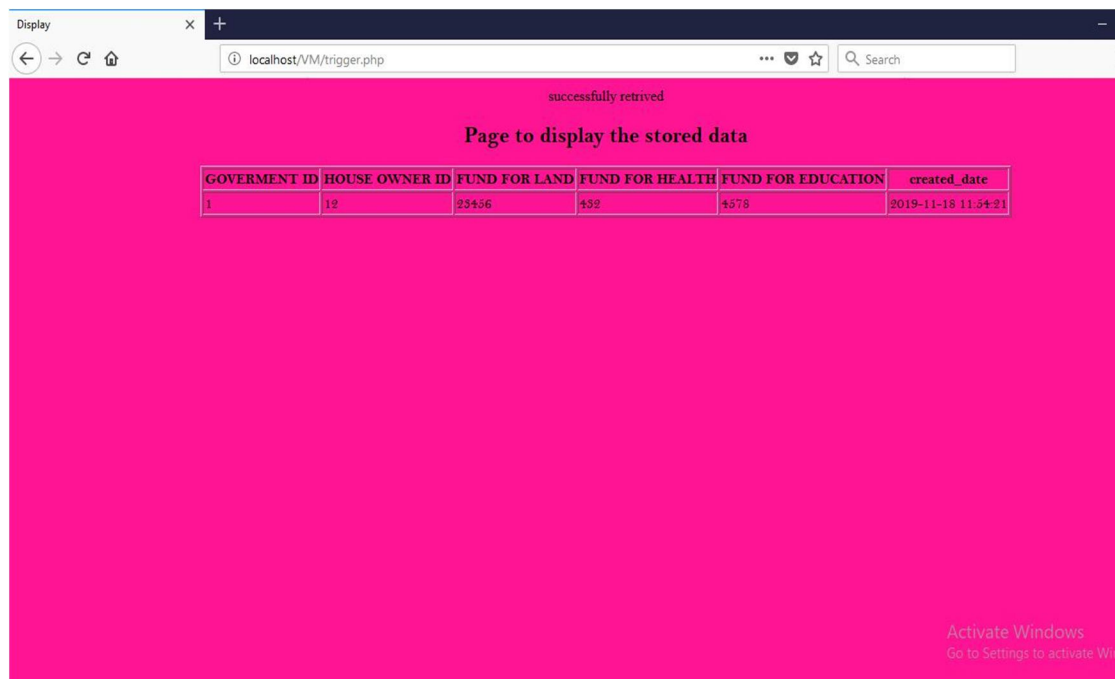 Display
localhost/VM/trigger.php
Search
successfully retrived
Page to display the stored data
GOVERMENT ID HOUSE OWNER ID FUND FOR LAND FUND FOR HEALTH FUND FOR EDUCATION created_date
1 12 23456 432 4578 2019-11-18 11:54:21
Activate Windows
Go to Settings to activate Wi